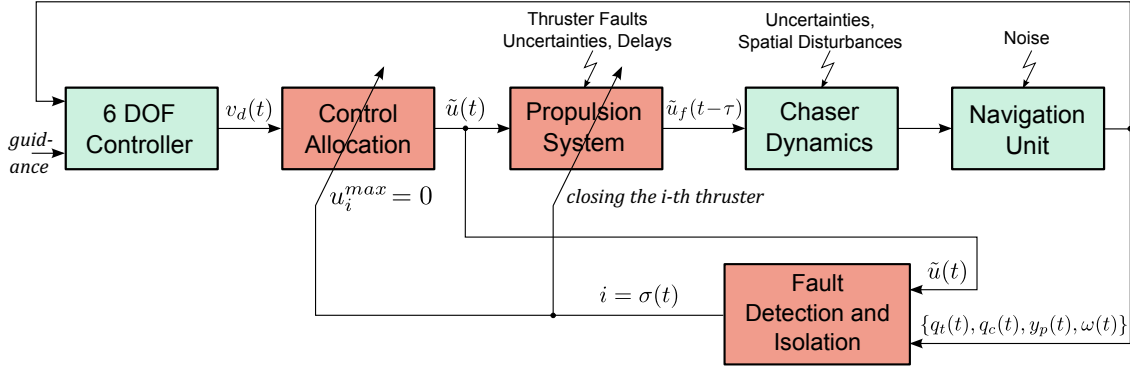 Thruster Faults
Uncertainties, Delays
Uncertainties,
Spatial Disturbances
Noise
6 DOF
Controller
v_d(t)
Control
Allocation
ũ(t)
Propulsion
System
ũ_f(t−τ)
Chaser
Dynamics
Navigation
Unit
guid-
ance
u_i^{max} = 0
closing the i-th thruster
i = σ(t)
Fault
Detection and
Isolation
ũ(t)
{q_t(t), q_c(t), y_p(t), ω(t)}